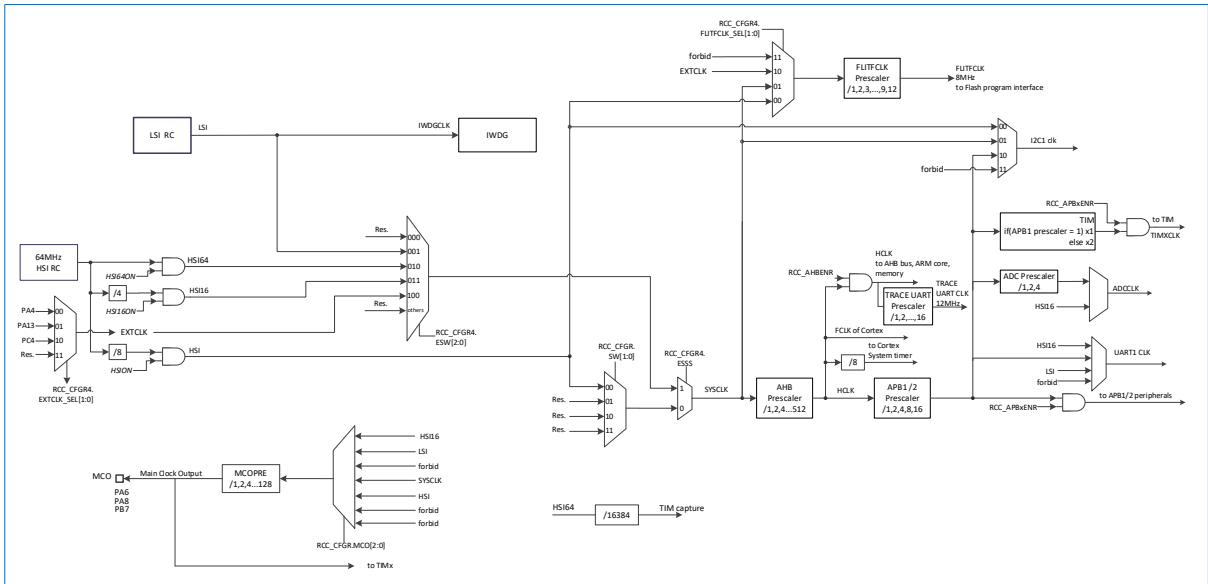 RCC_CFGR4.
FLITFCLK_SEL[1:0]
forbid
11
EXTCLK
10
01
00
FLITFCLK
Prescaler
/1,2,3,...,9,12
FLITFCLK
8MHz
to Flash program interface
LSI RC
LSI
IWDGCLK
IWDG
00
01
10
11
I2C1 clk
forbid
RCC_APBxENR
TIM
if(APB1 prescaler = 1) x1
else x2
to TIM
TIMXCLK
64MHz
HSI RC
HSI64ON
HSI64
/4
HSI16ON
HSI16
Res.
000
001
010
011
100
Res.
others
RCC_CFGR4.
ESW[2:0]
PA4
00
PA13
01
PC4
10
Res.
11
EXTCLK
/8
HSION
HSI
RCC_CFGR4.
EXTCLK_SEL[1:0]
HCLK
to AHB bus, ARM core,
memory
RCC_AHBENR
TRACE UART
Prescaler
/1,2,...,16
TRACE
UART CLK
12MHz
ADC Prescaler
/1,2,4
HSI16
ADCCLK
FCLK of Cortex
to Cortex
System timer
/8
HSI16
LSI
forbid
UART1 CLK
RCC_CFGR.
SW[1:0]
00
Res.
01
Res.
10
Res.
11
RCC_CFGR4.
ESSS
1
0
SYSCLK
AHB
Prescaler
/1,2,4...512
HCLK
APB1/2
Prescaler
/1,2,4,8,16
RCC_APBxENR
to APB1/2 peripherals
MCO
PA6
PA8
PB7
Main Clock Output
MCOPRE
/1,2,4...128
HSI16
LSI
forbid
SYSCLK
HSI
forbid
forbid
RCC_CFGR.MCO[2:0]
to TIMx
HSI64
/16384
TIM capture